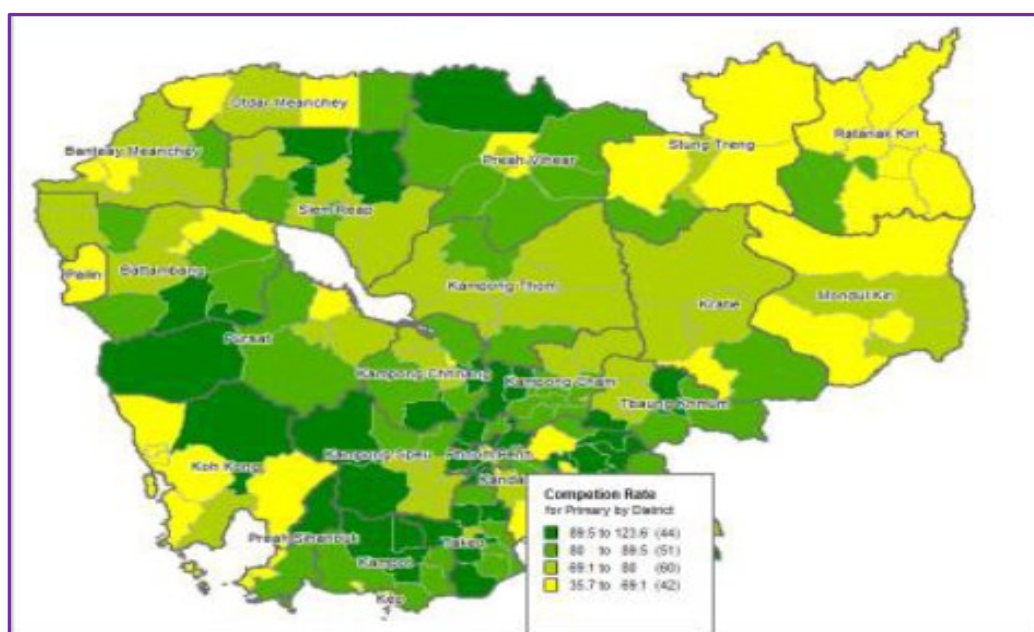 Otdar Meanchey
Ratanak Kiri
Stung Treng
Banteay Meanchey
Preah Vihear
Siem Reap
Pailin
Battambang
Kampong Thom
Mondul Kiri
Kratie
Pursat
Kampong Chhnang
Kampong Cham
Tbaung Khmum
Kampong Speu
Phnom Penh
Koh Kong
Kanda
Preah Sihanouk
Takeo
Kampot
Kep
Competion Rate
for Primary by District
89.5 to 123.6 (44)
80 to 89.5 (51)
69.1 to 80 (60)
35.7 to 69.1 (42)